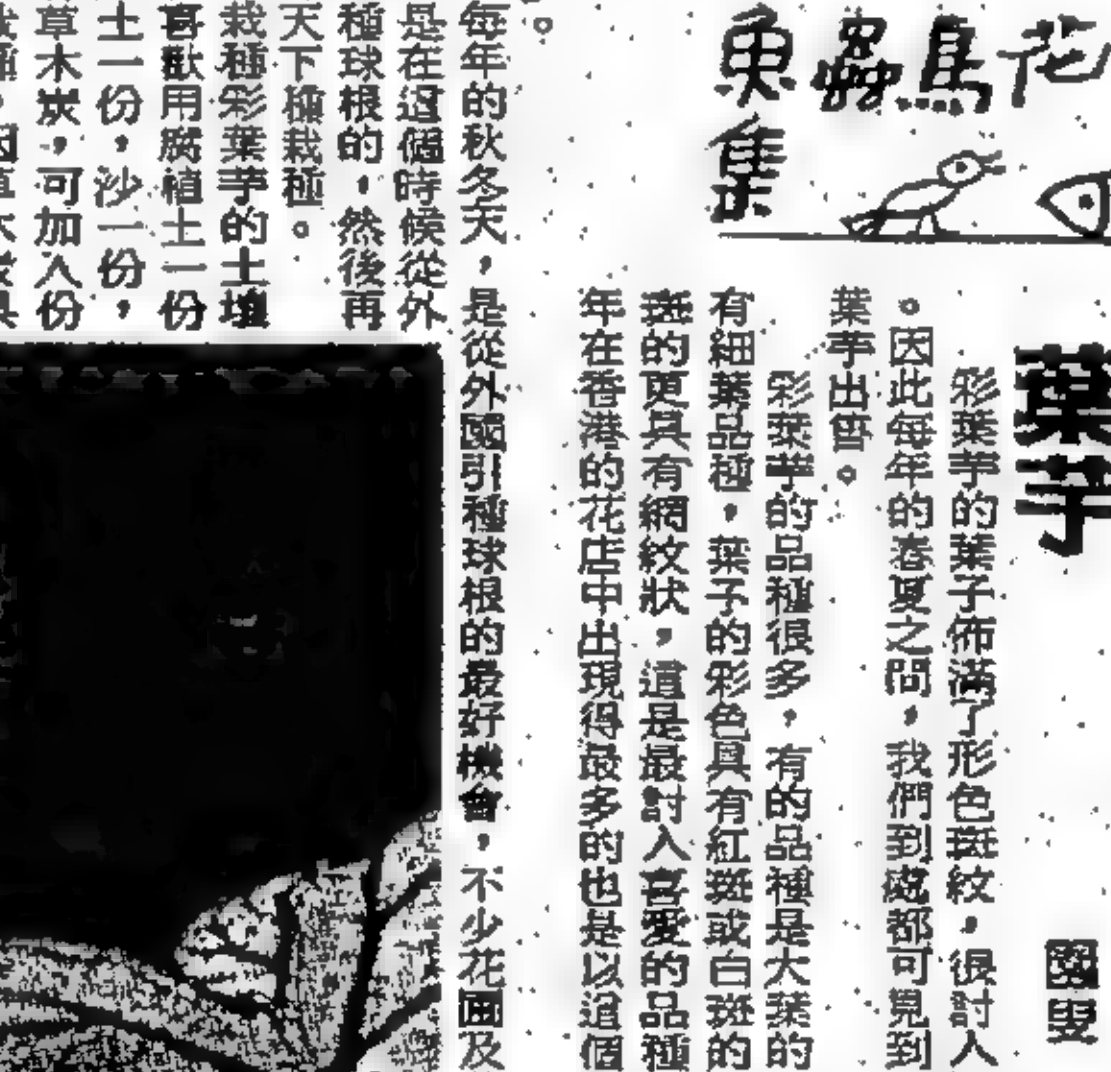 花鳥蟲魚集
葉芋
園叟
彩葉芋的葉子佈滿了形色斑紋，很討人
。因此每年的春夏之間，我們到處都可見到
葉芋出售。
彩葉芋的品種很多，有的品種是大葉的
有細葉品種，葉子的彩色具有紅斑或白斑的
斑的更具有網紋狀，這是最討人喜愛的品種
年在香港的花店中出現得最多的也是以這個
。
每年的秋冬天，是從外國引種球根的最好機會，不少花圃及
是在這個時候從外
種球根的，然後再
天下種栽種。
栽種彩葉芋的土壤
喜歡用腐植土一份
土一份，沙一份，
草木炭，可加入份